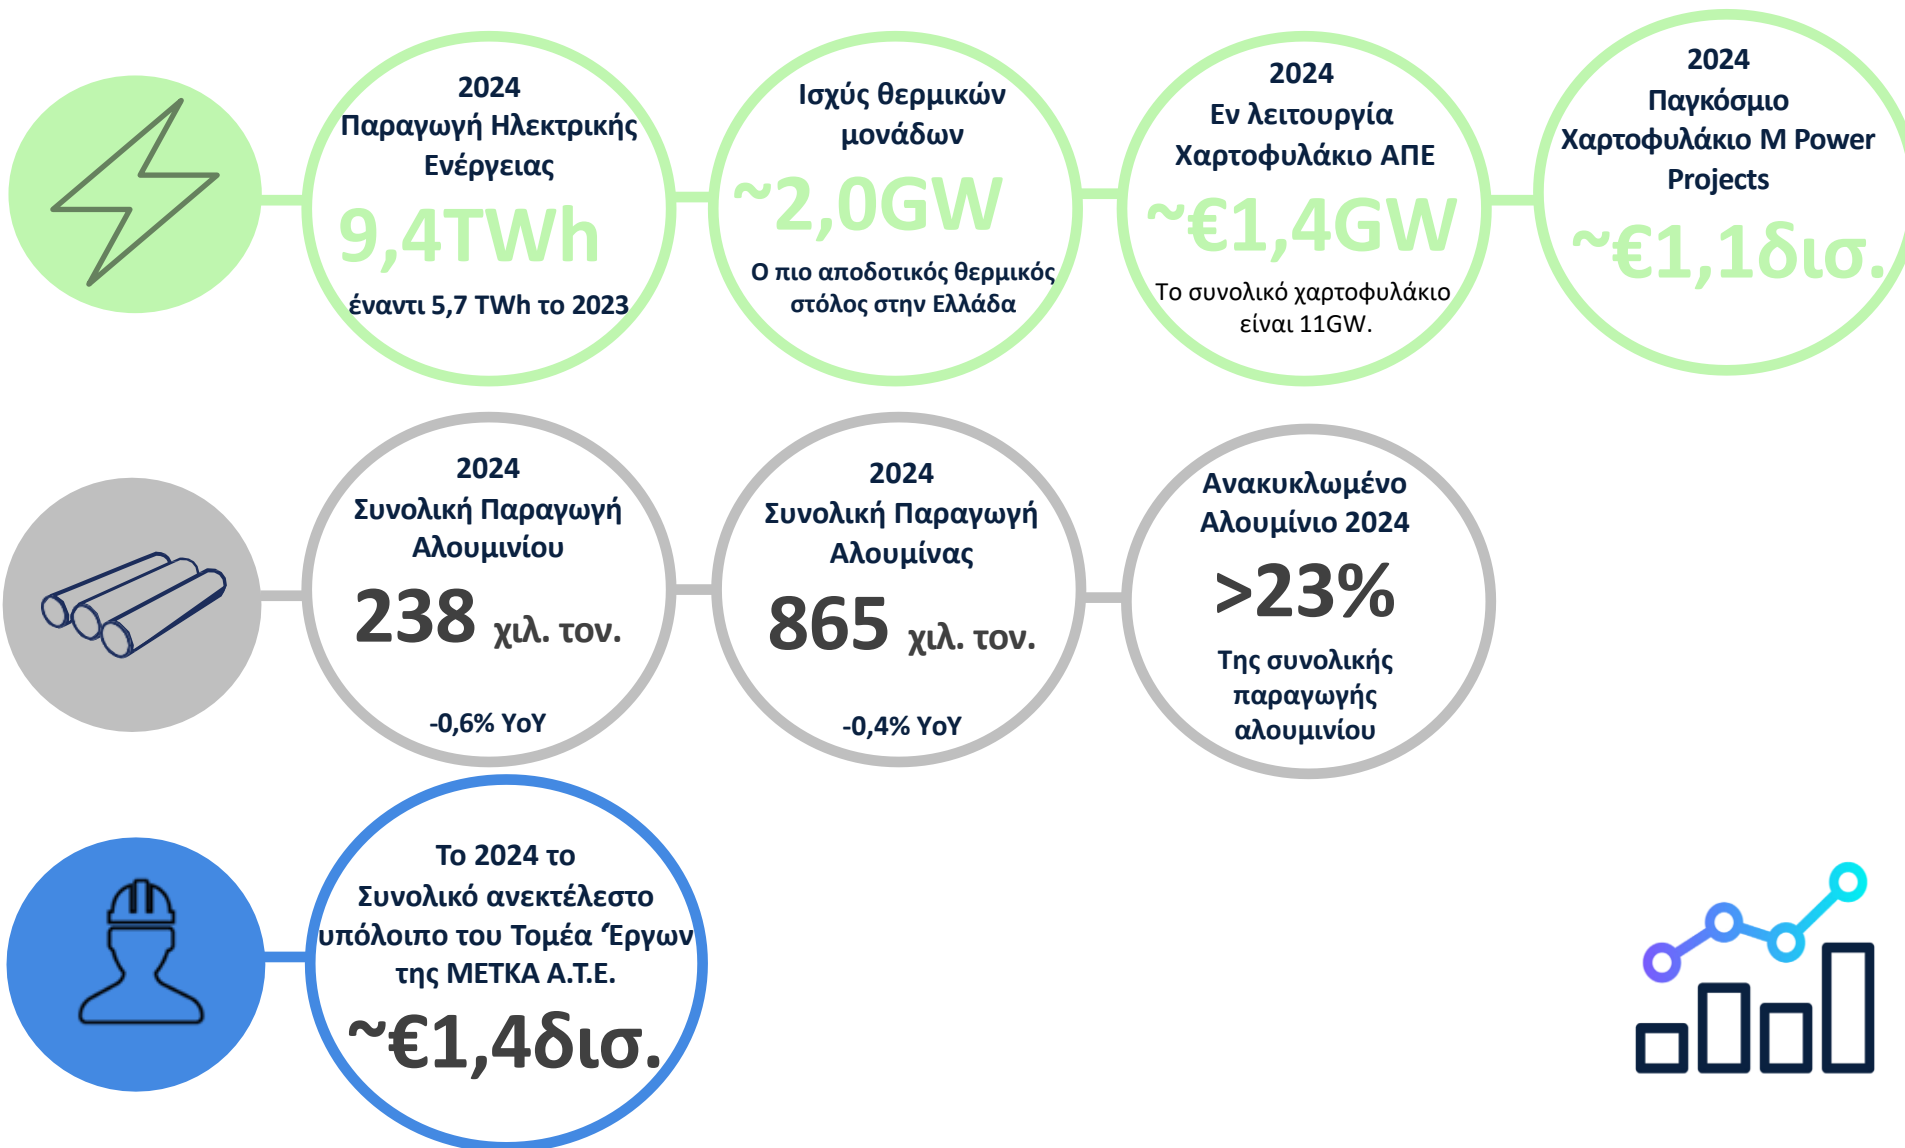 2024
Παραγωγή Ηλεκτρικής
Ενέργειας
9,4TWh
έναντι 5,7 TWh το 2023
Ισχύς θερμικών
μονάδων
~2,0GW
Ο πιο αποδοτικός θερμικός
στόλος στην Ελλάδα
2024
Εν λειτουργία
Χαρτοφυλάκιο ΑΠΕ
~€1,4GW
Το συνολικό χαρτοφυλάκιο
είναι 11GW.
2024
Παγκόσμιο
Χαρτοφυλάκιο M Power
Projects
~€1,1δισ.
2024
Συνολική Παραγωγή
Αλουμινίου
238 χιλ. τον.
-0,6% YoY
2024
Συνολική Παραγωγή
Αλουμίνας
865 χιλ. τον.
-0,4% YoY
Ανακυκλωμένο
Αλουμίνιο 2024
>23%
Της συνολικής
παραγωγής
αλουμινίου
Το 2024 το
Συνολικό ανεκτέλεστο
υπόλοιπο του Τομέα Έργων
της ΜΕΤΚΑ Α.Τ.Ε.
~€1,4δισ.